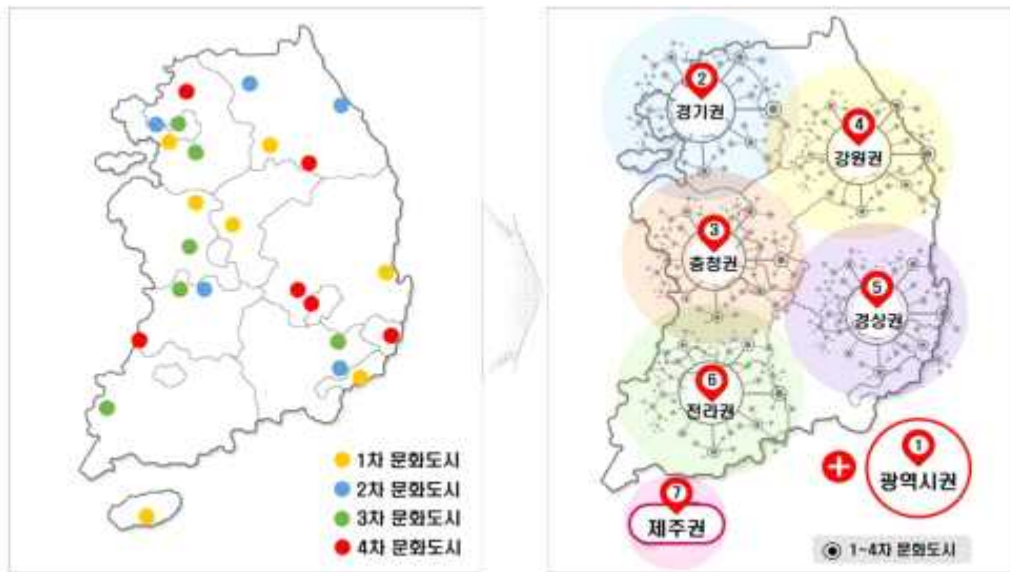 1차 문화도시
2차 문화도시
3차 문화도시
4차 문화도시
2
경기권
4
강원권
3
충청권
5
경상권
6
전라권
1
광역시권
7
제주권
1~4차 문화도시